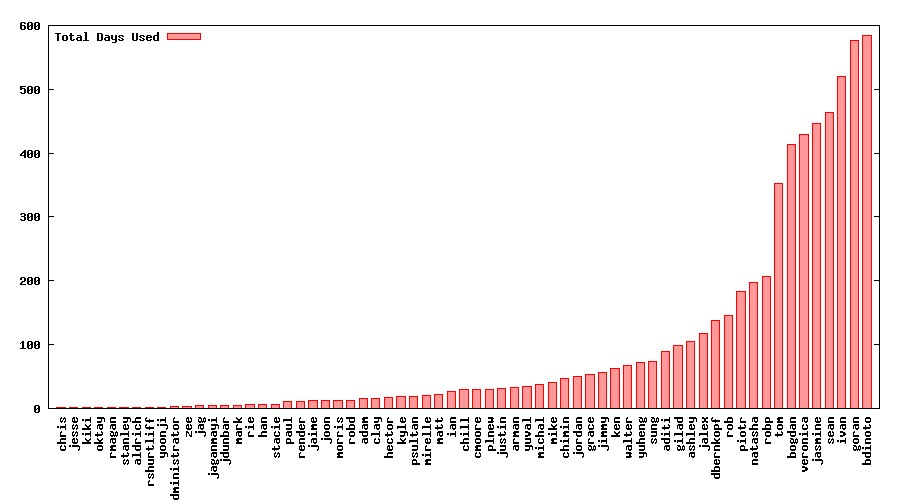 600
Total Days Used
500
400
300
200
100
0
chris
jesse
kiki
oktay
rmagan
stanley
aldrich
rshurtliff
yoonji
dministrator
zee
jag
jaganmayi
jdunbar
mark
rie
han
stacie
paul
render
jaime
joon
morris
robd
adam
clay
hector
kyle
psultan
mirelle
matt
ian
chill
cmoore
plnew
justin
arman
yuval
michal
mike
chimin
jordan
grace
jimmy
ken
walter
yuheng
sung
aditi
gilad
ashley
jalex
dbernkopf
rob
piotr
natasha
robp
tom
bogdan
veronica
jasmine
sean
ivan
goran
bdinoto